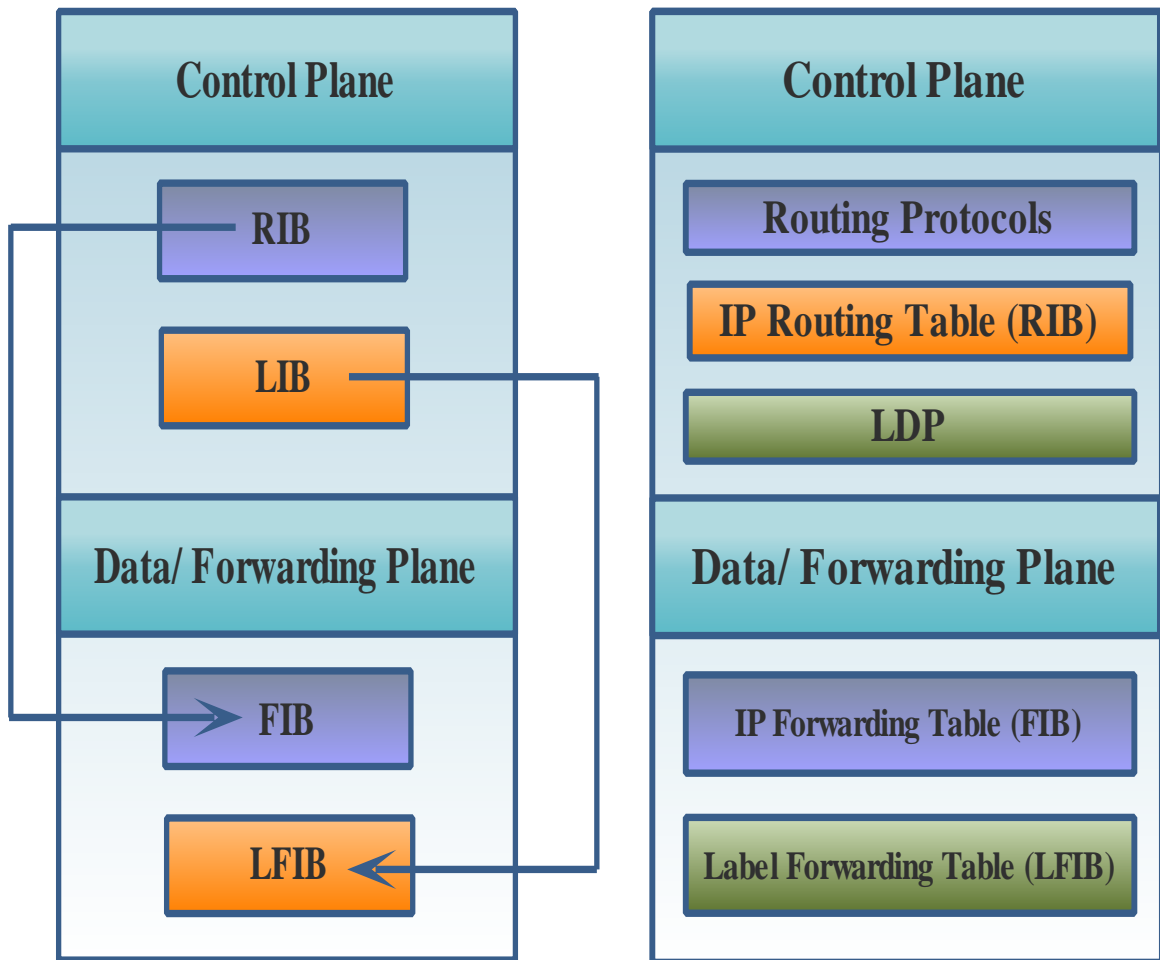 Control Plane
RIB
LIB
Data/ Forwarding Plane
FIB
LFIB
Control Plane
Routing Protocols
IP Routing Table (RIB)
LDP
Data/ Forwarding Plane
IP Forwarding Table (FIB)
Label Forwarding Table (LFIB)